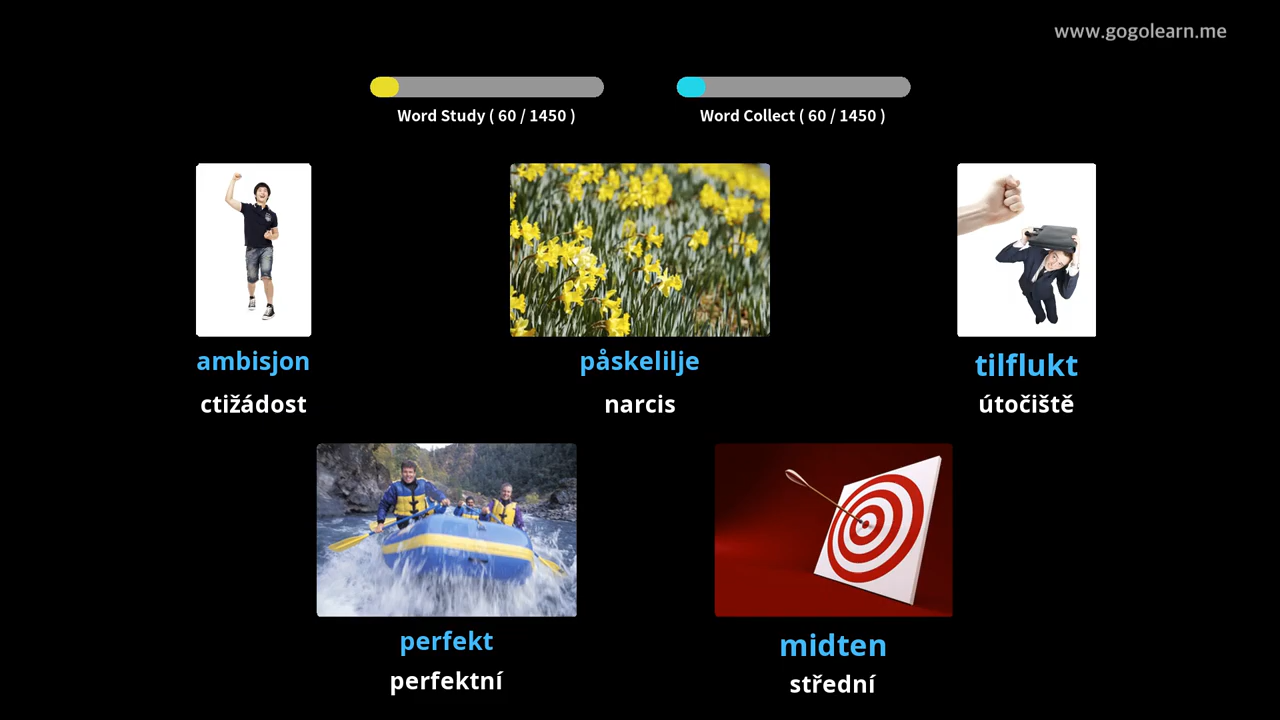 www.gogolearn.me
Word Study ( 60 / 1450 )
Word Collect ( 60 / 1450 )
ambisjon
ctižádost
påskelilje
narcis
tilflukt
útočiště
perfekt
perfektní
midten
střední